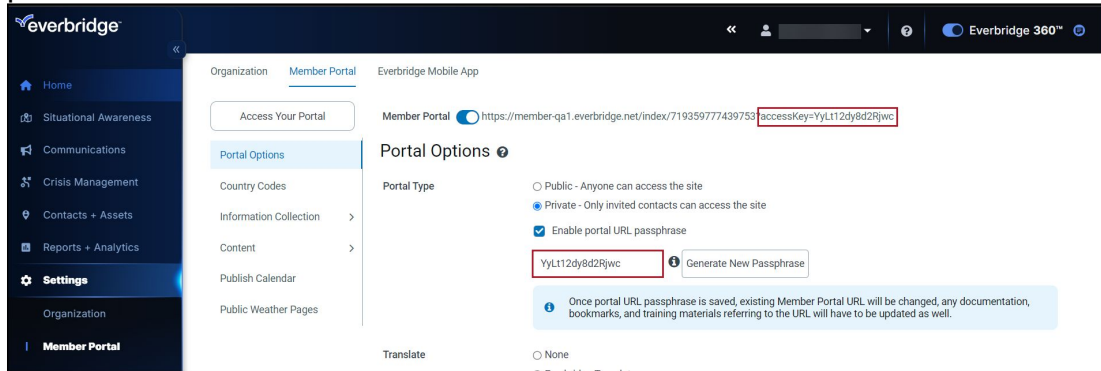 everbridge
Everbridge 360™
Home
Situational Awareness
Communications
Crisis Management
Contacts + Assets
Reports + Analytics
Settings
Organization
Member Portal
Organization Member Portal Everbridge Mobile App
Access Your Portal
Portal Options
Country Codes
Information Collection
Content
Publish Calendar
Public Weather Pages
Member Portal https://member-qa1.everbridge.net/index/719359777439753?accessKey=YyLt12dy8d2Rjwc
Portal Options
Portal Type
Public - Anyone can access the site
Private - Only invited contacts can access the site
Enable portal URL passphrase
YyLt12dy8d2Rjwc
Generate New Passphrase
Once portal URL passphrase is saved, existing Member Portal URL will be changed, any documentation,
bookmarks, and training materials referring to the URL will have to be updated as well.
Translate
None